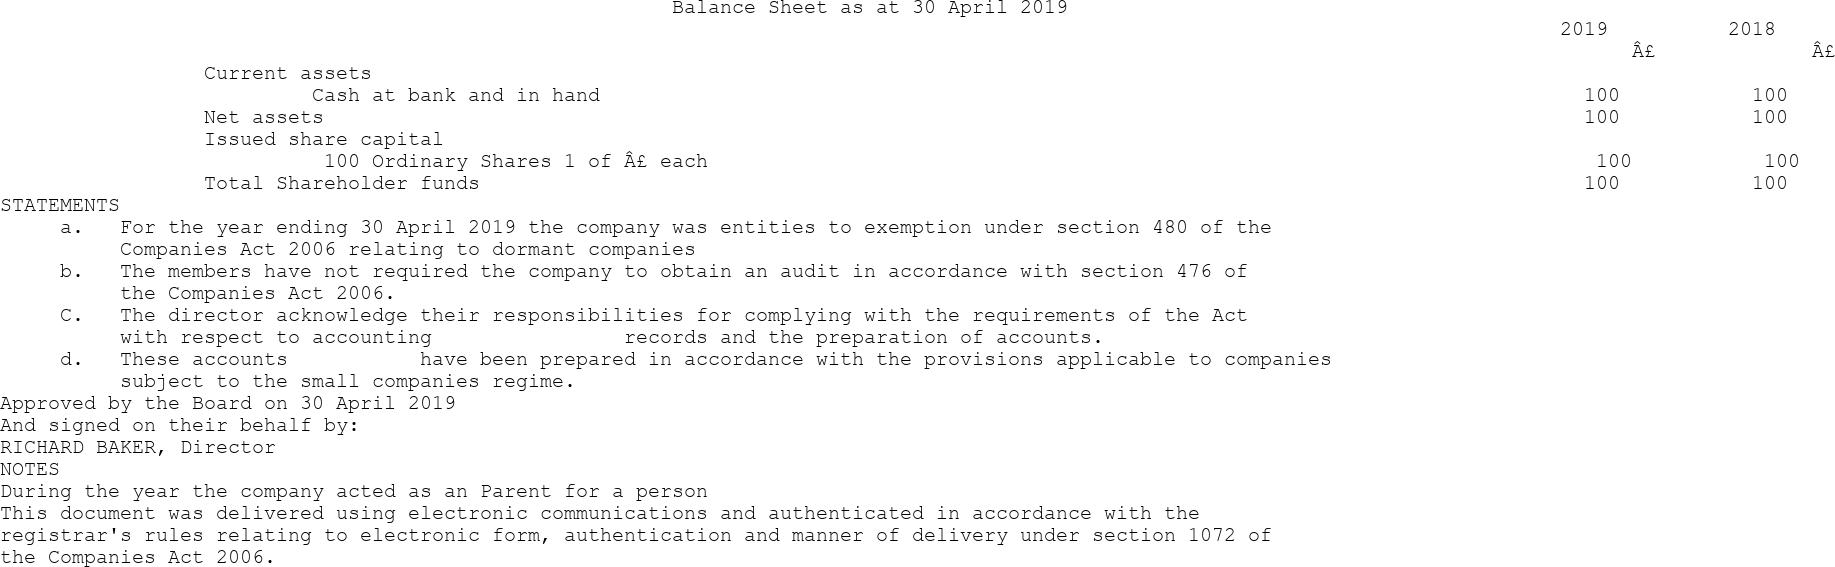 Balance Sheet as at 30 April 2019
2019 2018
Â£ Â£
Current assets
Cash at bank and in hand 100 100
Net assets 100 100
Issued share capital
100 Ordinary Shares 1 of Â£ each 100 100
Total Shareholder funds 100 100
STATEMENTS
a. For the year ending 30 April 2019 the company was entities to exemption under section 480 of the
Companies Act 2006 relating to dormant companies
b. The members have not required the company to obtain an audit in accordance with section 476 of
the Companies Act 2006.
C. The director acknowledge their responsibilities for complying with the requirements of the Act
with respect to accounting records and the preparation of accounts.
d. These accounts have been prepared in accordance with the provisions applicable to companies
subject to the small companies regime.
Approved by the Board on 30 April 2019
And signed on their behalf by:
RICHARD BAKER, Director
NOTES
During the year the company acted as an Parent for a person
This document was delivered using electronic communications and authenticated in accordance with the
registrar's rules relating to electronic form, authentication and manner of delivery under section 1072 of
the Companies Act 2006.